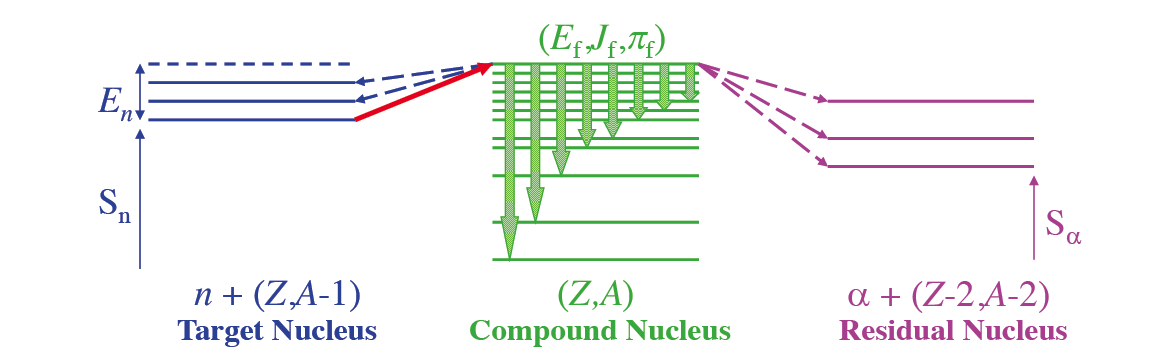 (E_f,J_f,π_f)
E_n
S_n
S_α
n + (Z,A-1)
Target Nucleus
(Z,A)
Compound Nucleus
α + (Z-2,A-2)
Residual Nucleus